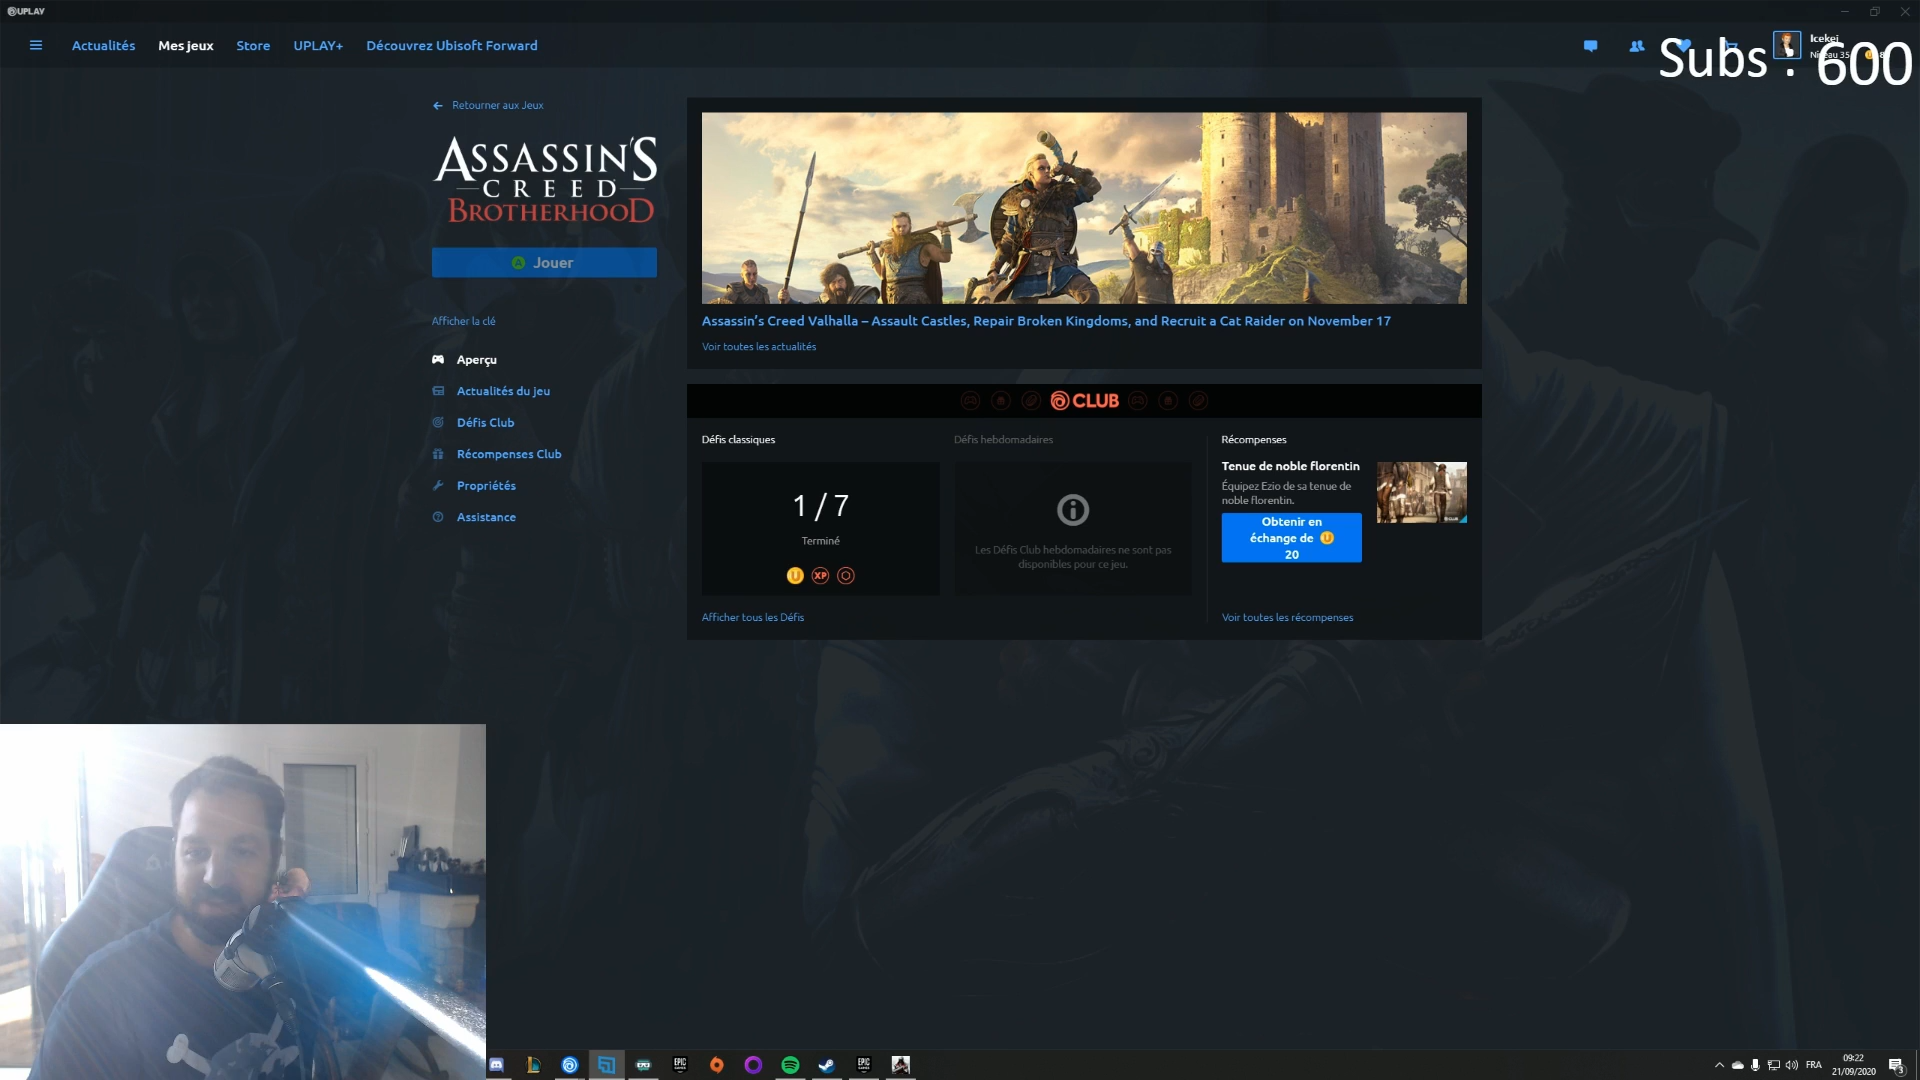 UPLAY
Actualités
Mes jeux
Store
UPLAY+
Découvrez Ubisoft Forward
Icekei
Subs : 600
Retourner aux Jeux
ASSASSIN'S
CREED
BROTHERHOOD
Jouer
Afficher la clé
Aperçu
Actualités du jeu
Défis Club
Récompenses Club
Propriétés
Assistance
Assassin's Creed Valhalla – Assault Castles, Repair Broken Kingdoms, and Recruit a Cat Raider on November 17
Voir toutes les actualités
CLUB
Défis classiques
1 / 7
Terminé
XP
Afficher tous les Défis
Défis hebdomadaires
Les Défis Club hebdomadaires ne sont pas
disponibles pour ce jeu.
Récompenses
Tenue de noble florentin
Équipez Ezio de sa tenue de
noble florentin.
Obtenir en
échange de
20
Voir toutes les récompenses
EPIC
EPIC
FRA
09:22
21/09/2020